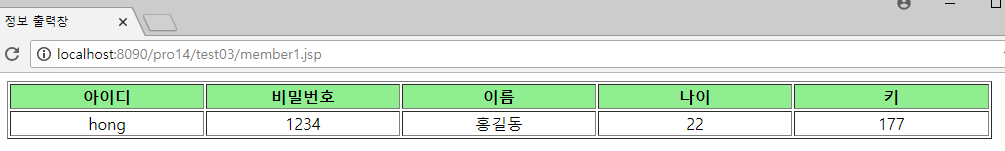 정보 출력창
localhost:8090/pro14/test03/member1.jsp
아이디 비밀번호 이름 나이 키
hong 1234 홍길동 22 177